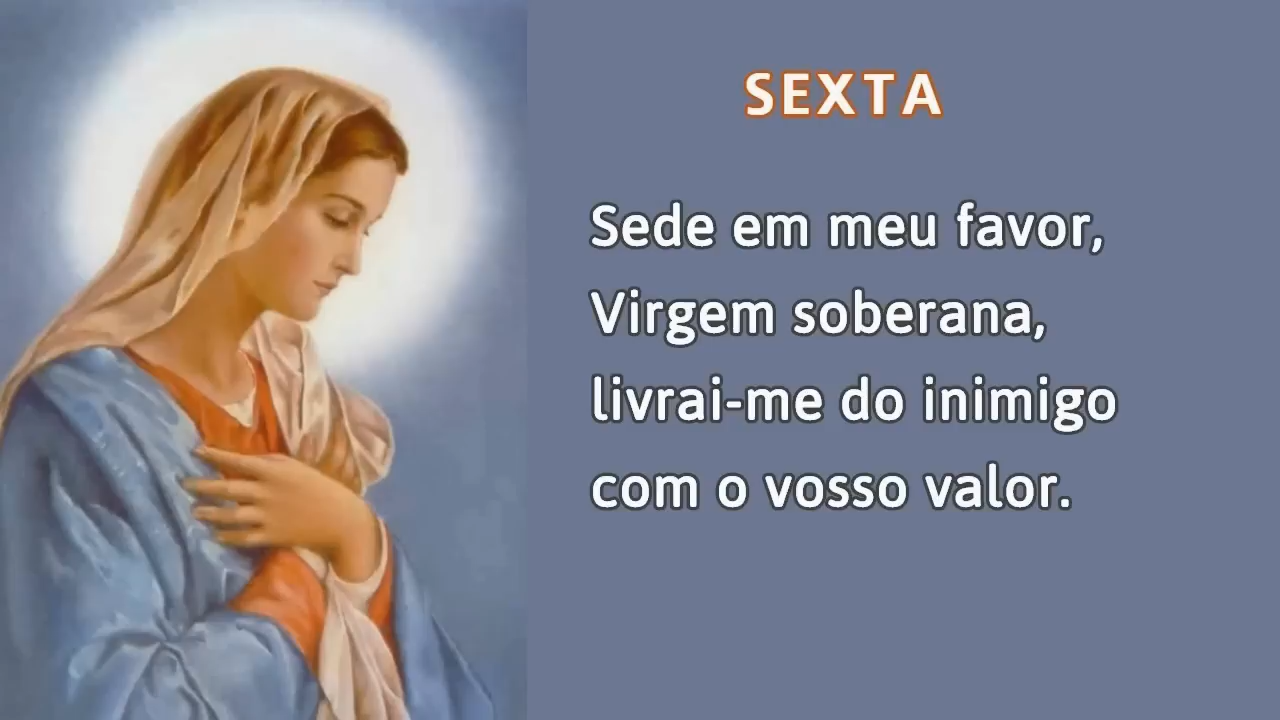 SEXTA
Sede em meu favor,
Virgem soberana,
livrai-me do inimigo
com o vosso valor.